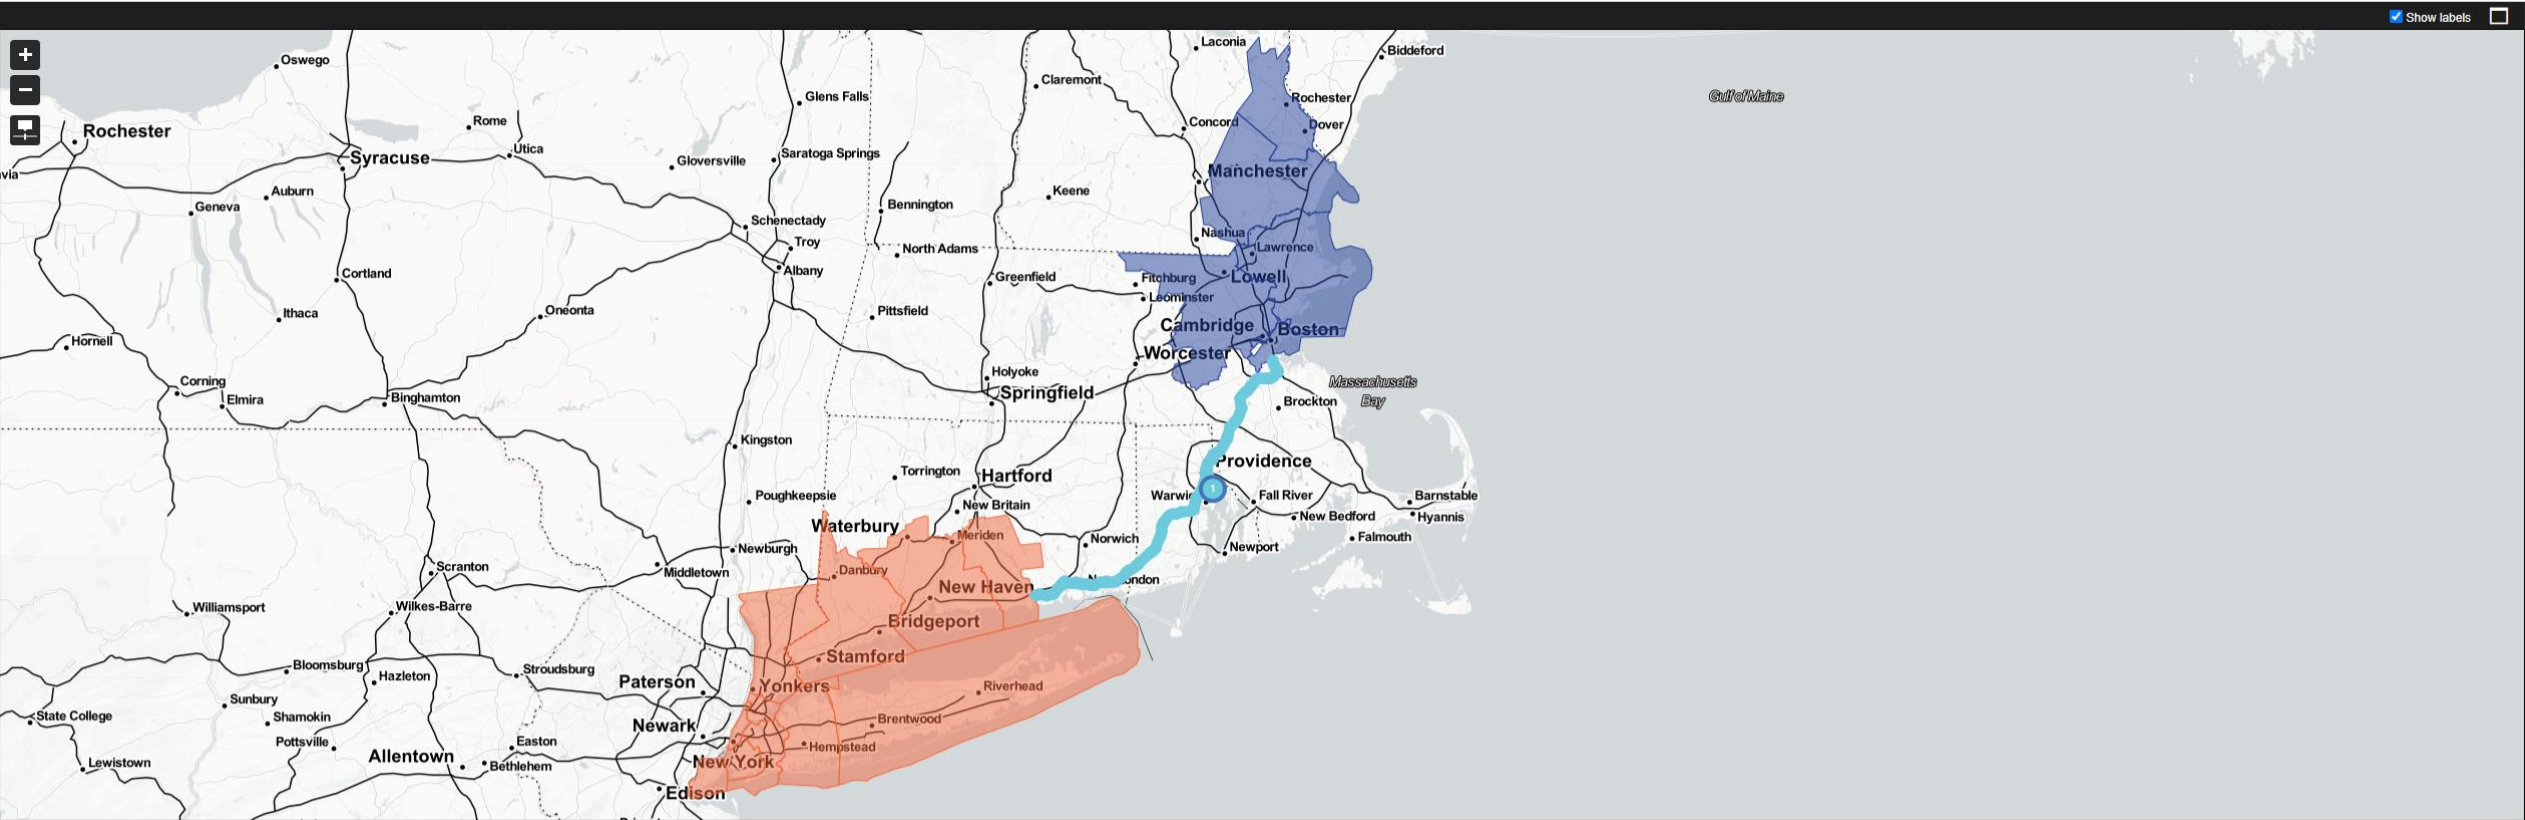 Show labels
+
−
Oswego
Rochester
Rome
Utica
Syracuse
via
Auburn
Geneva
Cortland
Ithaca
Hornell
Corning
Elmira
Binghamton
Oneonta
Glens Falls
Gloversville
Saratoga Springs
Schenectady
Troy
Albany
Bennington
North Adams
Pittsfield
Claremont
Keene
Greenfield
Holyoke
Springfield
Laconia
Biddeford
Rochester
Concord
Dover
Manchester
Nashua
Lawrence
Fitchburg
Lowell
Leominster
Cambridge
Boston
Worcester
Gulf of Maine
Massachusetts
Bay
Brockton
Providence
1
Warwic
Fall River
New Bedford
Newport
Barnstable
Hyannis
Falmouth
Kingston
Torrington
Hartford
Poughkeepsie
New Britain
Waterbury
Meriden
Norwich
Newburgh
Middletown
Danbury
New Haven
N
ondon
Bridgeport
Stamford
Yonkers
Riverhead
Brentwood
Hempstead
New York
Edison
Paterson
Newark
Scranton
Wilkes-Barre
Williamsport
Bloomsburg
Hazleton
Stroudsburg
Sunbury
Shamokin
State College
Pottsville
Lewistown
Allentown
Easton
Bethlehem